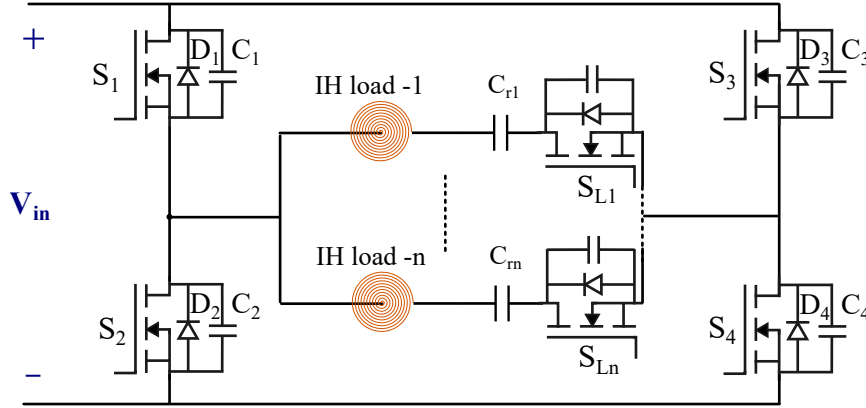 +
S1 D1 C1
IH load -1
Cr1
SL1
S3 D3 C3
Vin
IH load -n
Crn
SLn
S2 D2 C2
S4 D4 C4
−